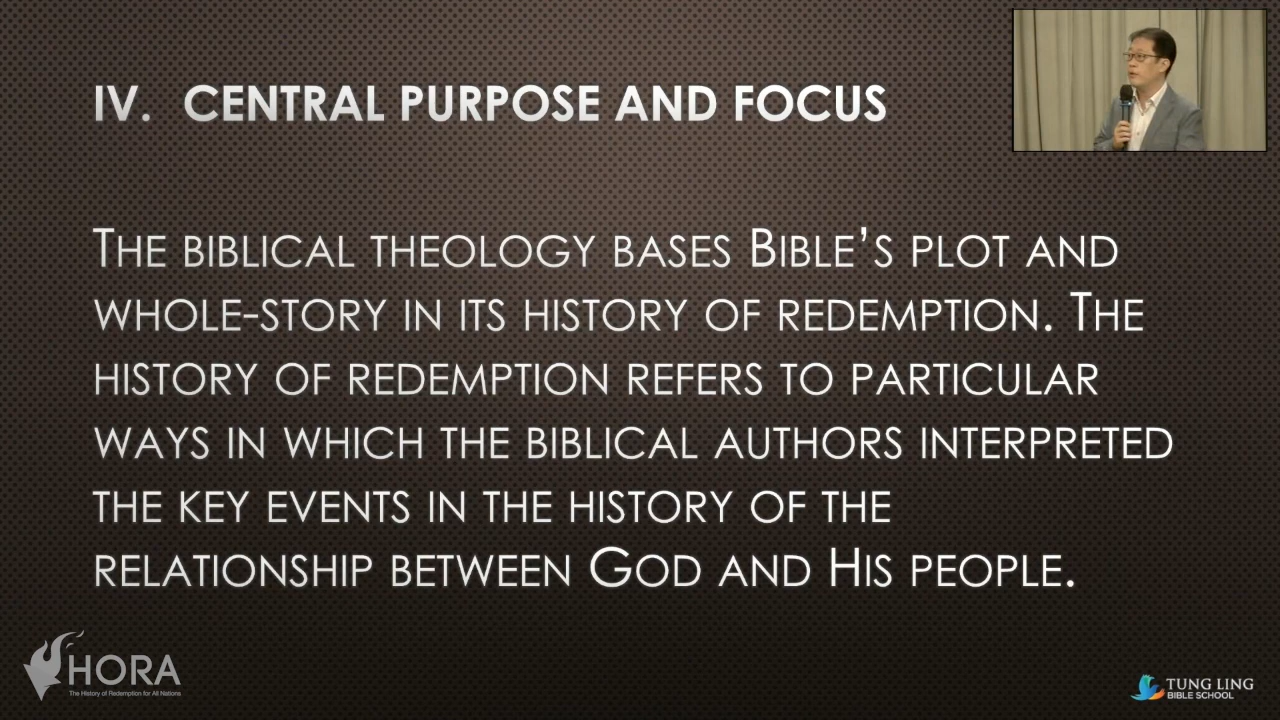 IV. CENTRAL PURPOSE AND FOCUS
THE BIBLICAL THEOLOGY BASES BIBLE'S PLOT AND
WHOLE-STORY IN ITS HISTORY OF REDEMPTION. THE
HISTORY OF REDEMPTION REFERS TO PARTICULAR
WAYS IN WHICH THE BIBLICAL AUTHORS INTERPRETED
THE KEY EVENTS IN THE HISTORY OF THE
RELATIONSHIP BETWEEN GOD AND HIS PEOPLE.
HORA
The History of Redemption for All Nations
TUNG LING
BIBLE SCHOOL